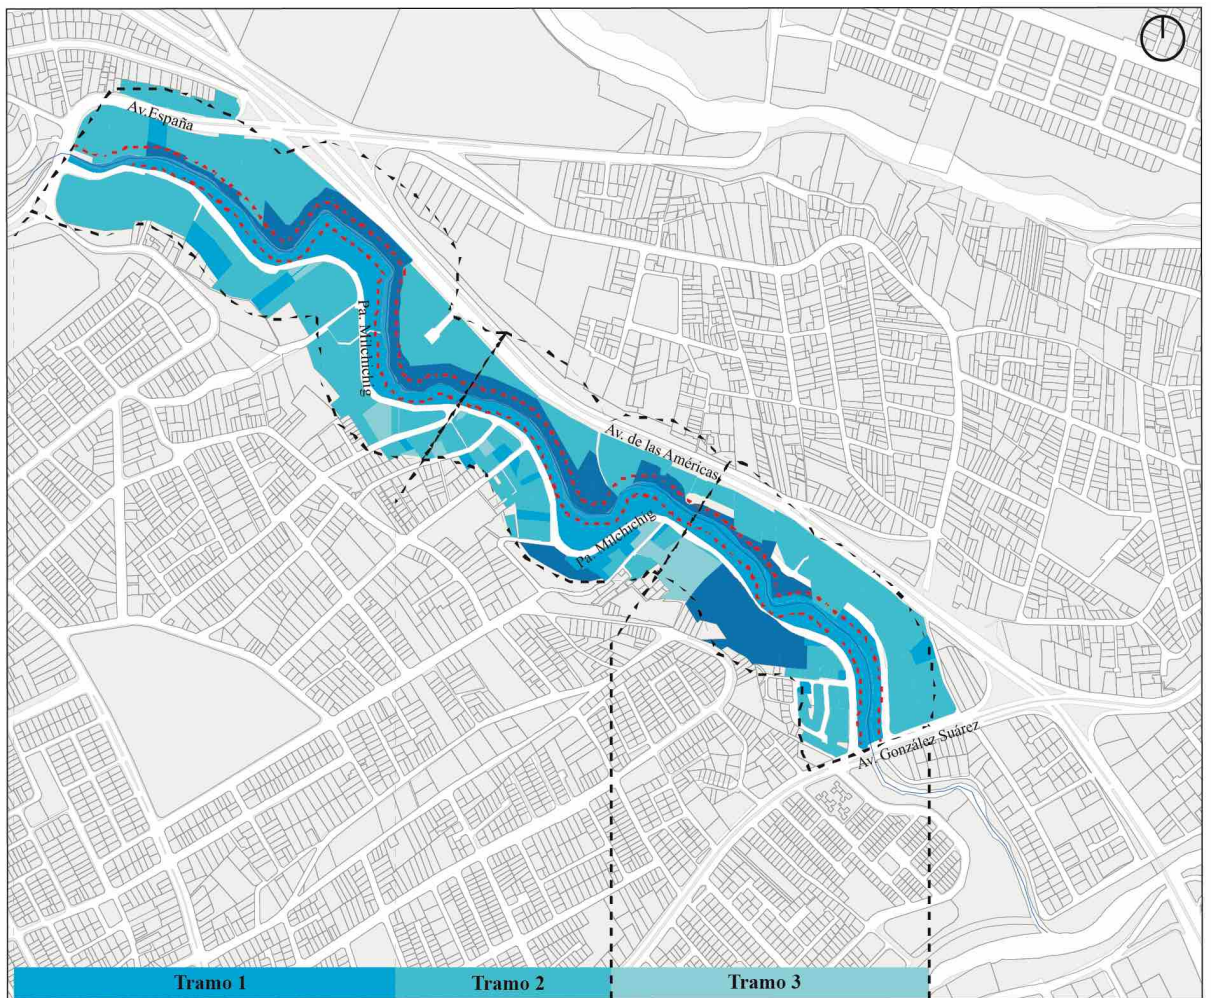 Av.España
Pa. Milchichig
Av. de las Américas
Pa. Milchichig
Av. González Suárez
Tramo 1
Tramo 2
Tramo 3